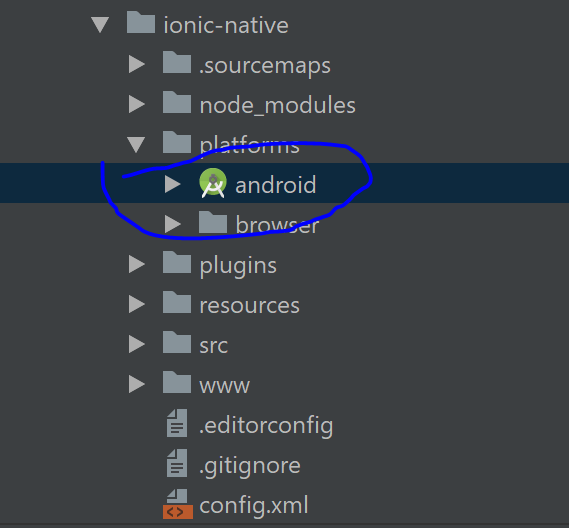 ionic-native
.sourcemaps
node_modules
platforms
android
browser
plugins
resources
src
www
.editorconfig
.gitignore
config.xml